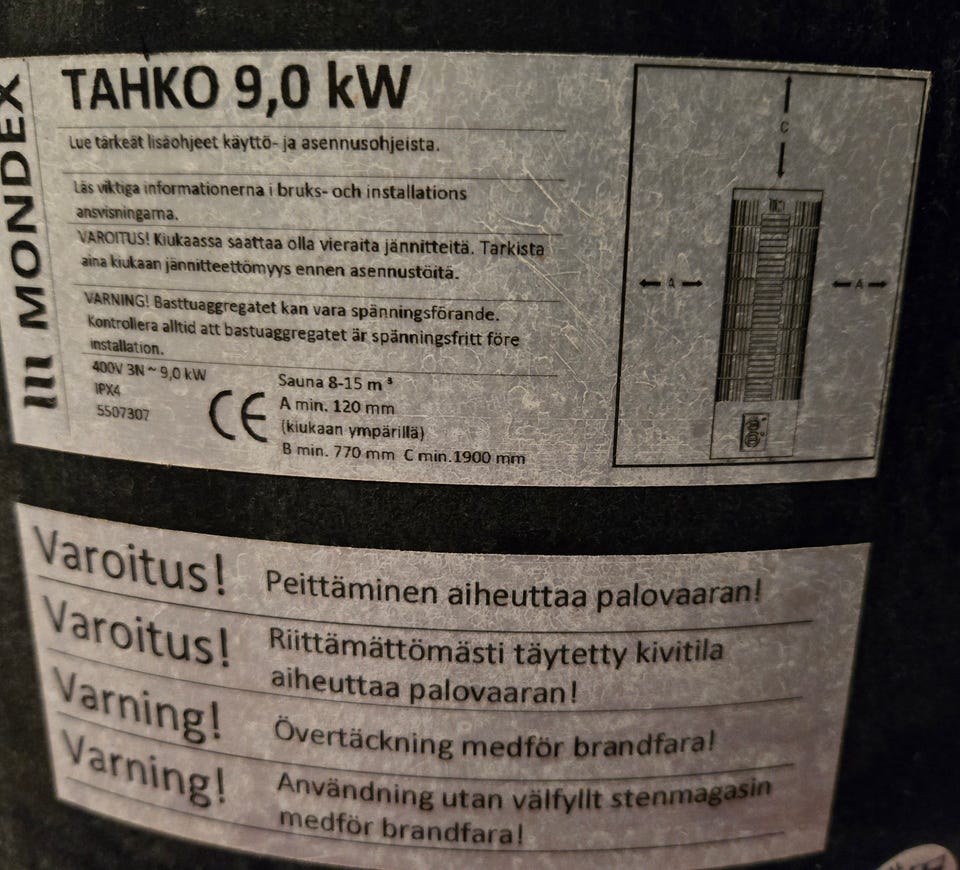 MONDEX
TAHKO 9,0 kW
Lue tärkeät lisäohjeet käyttö- ja asennusohjeista.
Läs viktiga informationerna i bruks- och installations
ansvisningarna.
VAROITUS! Kiukaassa saattaa olla vieraita jännitteitä. Tarkista
aina kiukaan jännitteettömyys ennen asennustöitä.
VARNING! Basttuaggregatet kan vara spänningsförande.
Kontrollera alltid att bastuaggregatet är spänningsfritt före
installation.
400V 3N ~ 9,0 kW
IPX4
5507307
CE
Sauna 8-15 m ³
A min. 120 mm
(kiukaan ympärillä)
B min. 770 mm C min.1900 mm
C
A
A
Varoitus! Peittäminen aiheuttaa palovaaran!
Varoitus! Riittämättömästi täytetty kivitila
aiheuttaa palovaaran!
Varning! Övertäckning medför brandfara!
Varning! Användning utan välfyllt stenmagasin
medför brandfara!